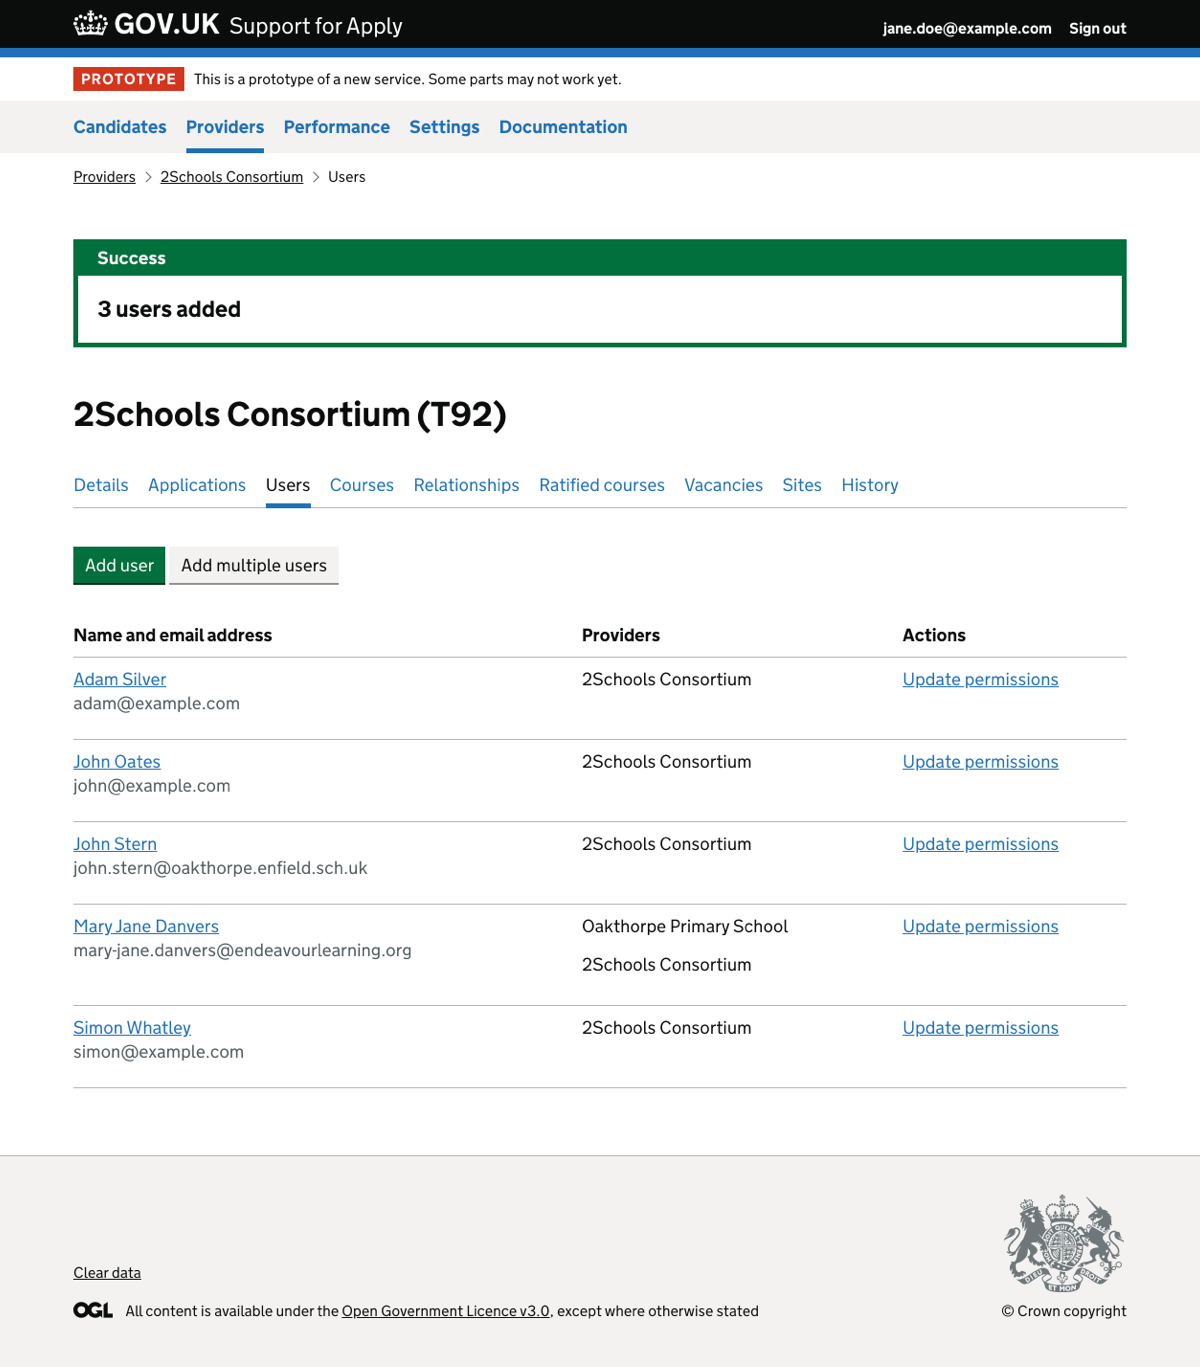 GOV.UK Support for Apply
jane.doe@example.com Sign out
PROTOTYPE This is a prototype of a new service. Some parts may not work yet.
Candidates Providers Performance Settings Documentation
Providers > 2Schools Consortium > Users
Success
3 users added
2Schools Consortium (T92)
Details Applications Users Courses Relationships Ratified courses Vacancies Sites History
Add user Add multiple users
Name and email address Providers Actions
Adam Silver 2Schools Consortium Update permissions
adam@example.com
John Oates 2Schools Consortium Update permissions
john@example.com
John Stern 2Schools Consortium Update permissions
john.stern@oakthorpe.enfield.sch.uk
Mary Jane Danvers Oakthorpe Primary School Update permissions
mary-jane.danvers@endeavourlearning.org
2Schools Consortium
Simon Whatley 2Schools Consortium Update permissions
simon@example.com
Clear data
OGL All content is available under the Open Government Licence v3.0, except where otherwise stated
© Crown copyright